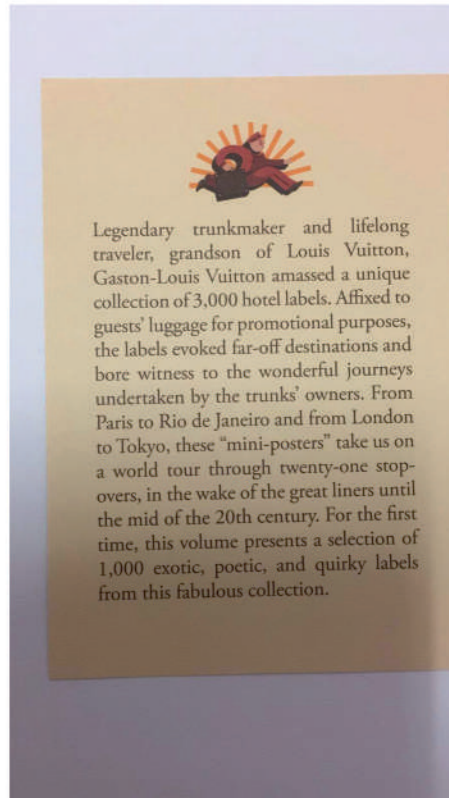 Legendary trunkmaker and lifelong
traveler, grandson of Louis Vuitton,
Gaston-Louis Vuitton amassed a unique
collection of 3,000 hotel labels. Affixed to
guests’ luggage for promotional purposes,
the labels evoked far-off destinations and
bore witness to the wonderful journeys
undertaken by the trunks’ owners. From
Paris to Rio de Janeiro and from London
to Tokyo, these “mini-posters” take us on
a world tour through twenty-one stop-
overs, in the wake of the great liners until
the mid of the 20th century. For the first
time, this volume presents a selection of
1,000 exotic, poetic, and quirky labels
from this fabulous collection.